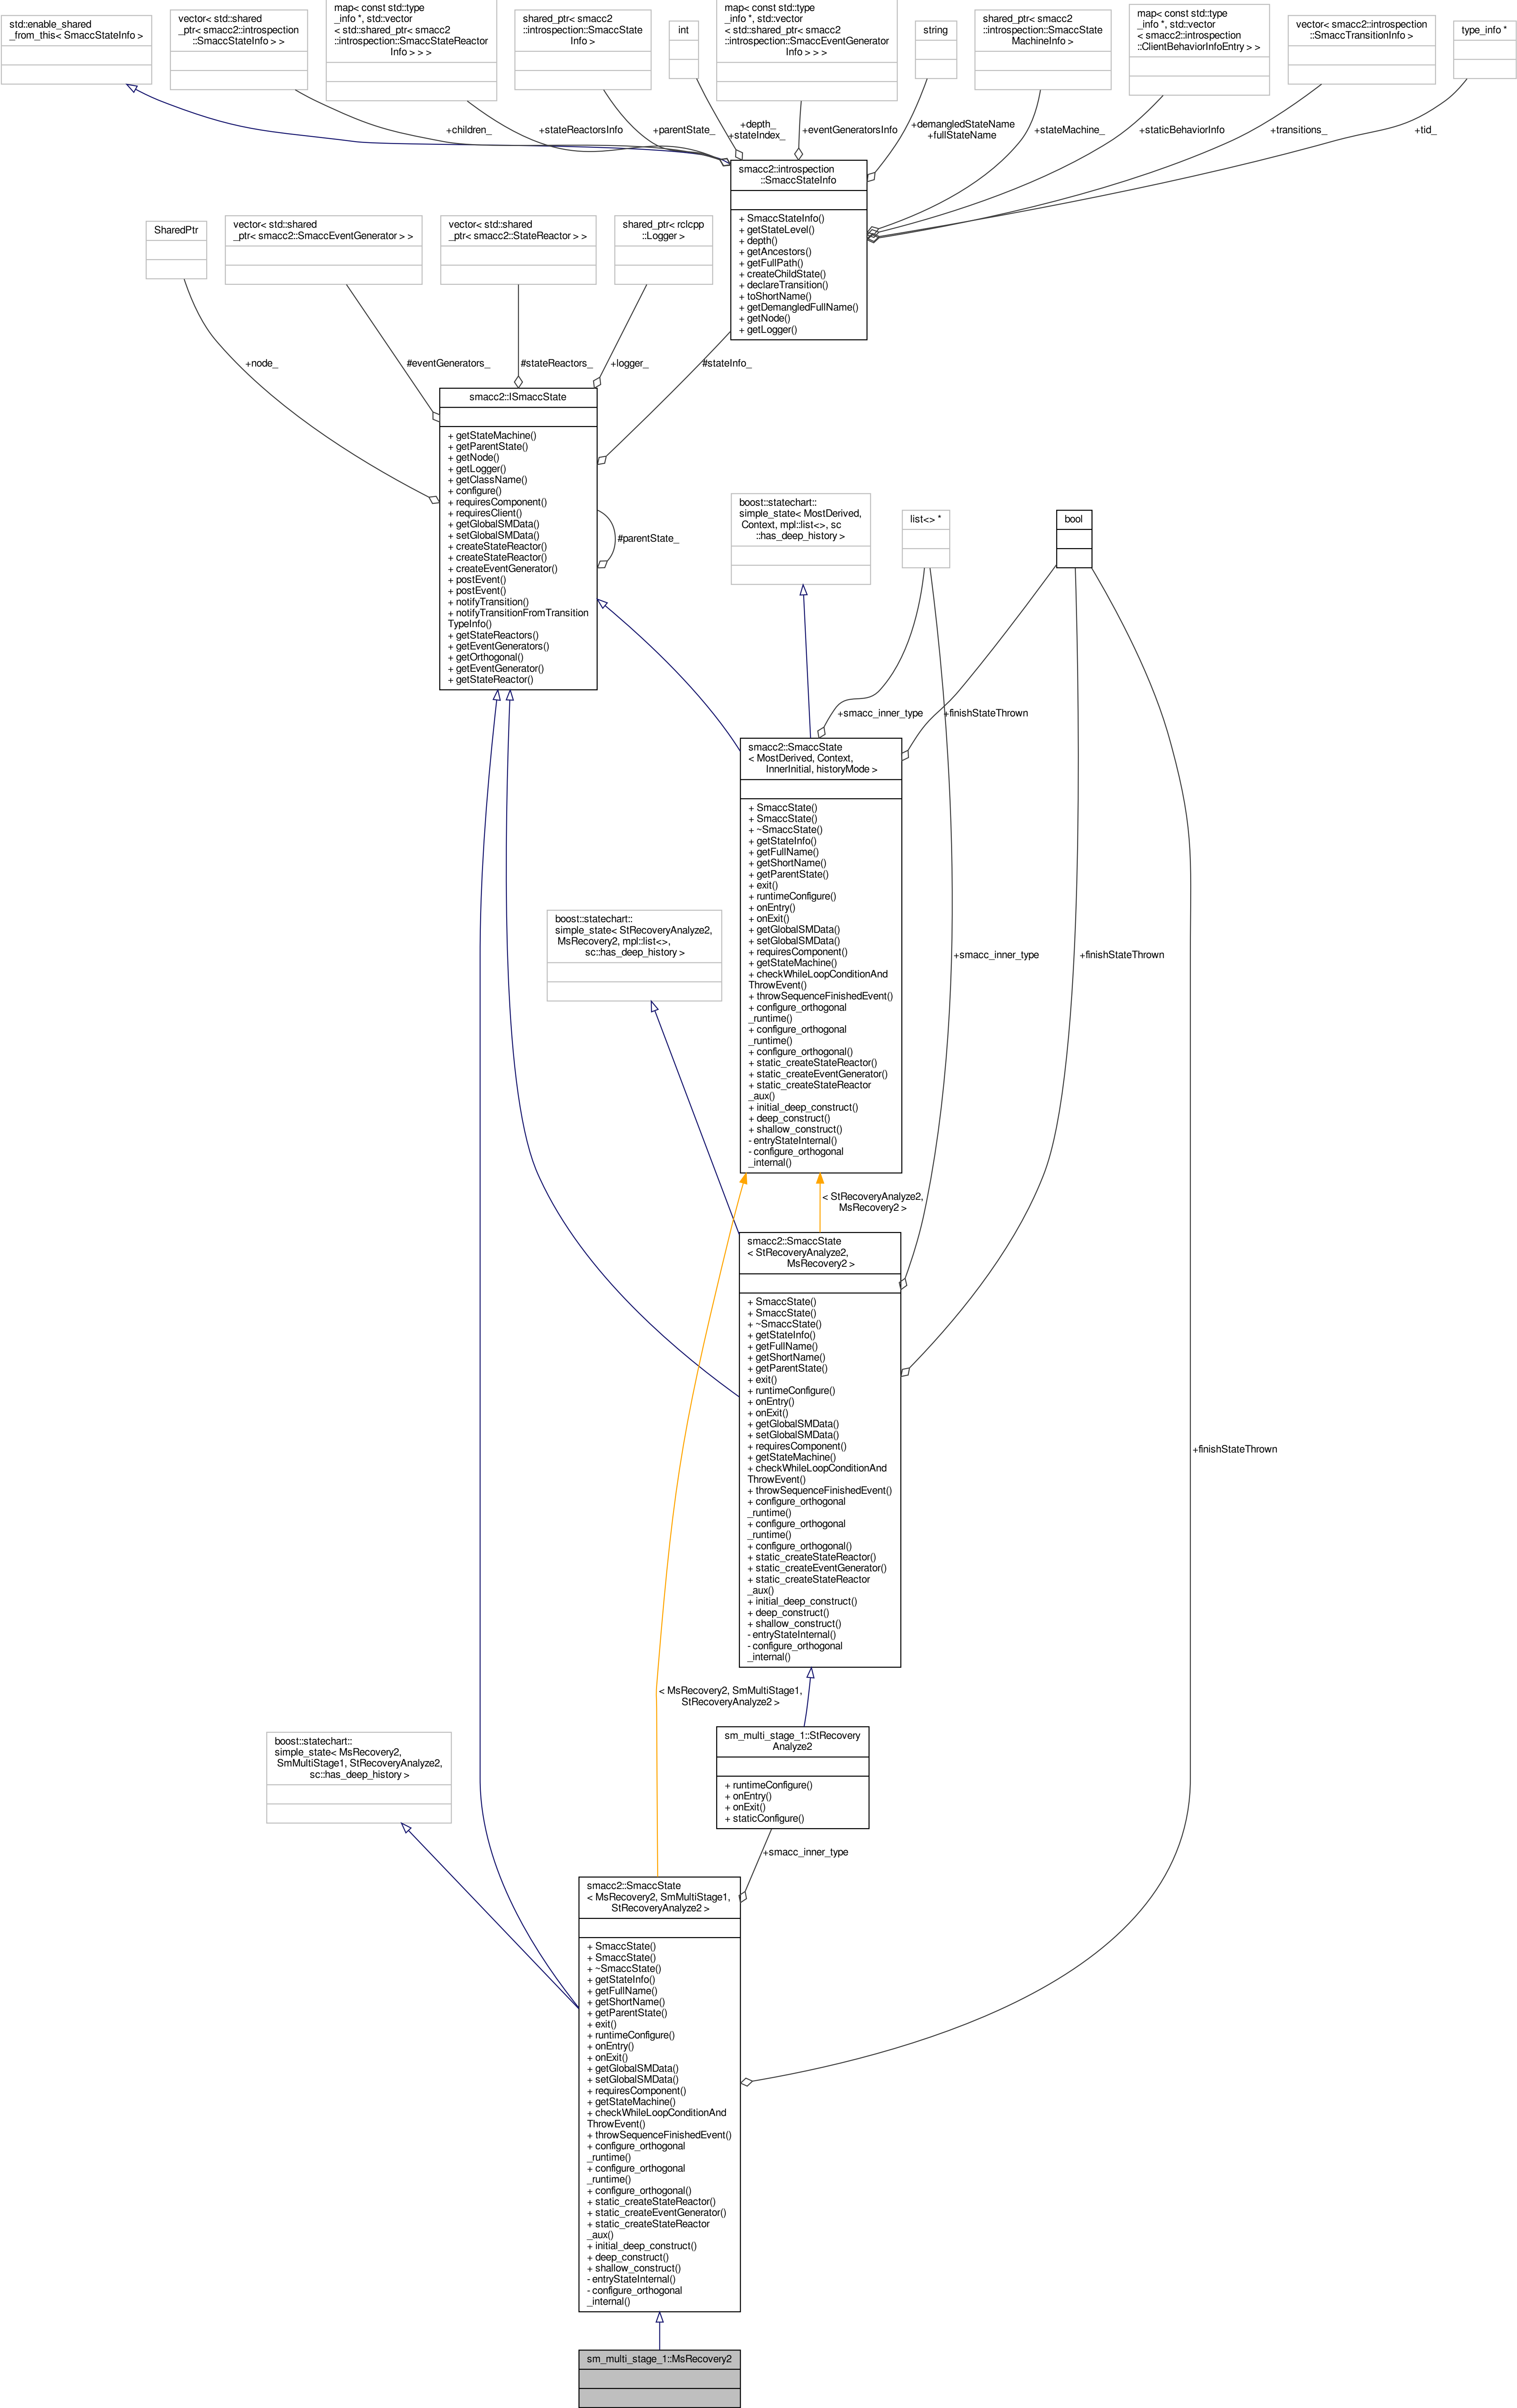 std::enable_shared
_from_this< SmaccStateInfo >
vector< std::shared
_ptr< smacc2::introspection
::SmaccStateInfo > >
map< const std::type
_info *, std::vector
< std::shared_ptr< smacc2
::introspection::SmaccStateReactor
Info > > >
shared_ptr< smacc2
::introspection::SmaccState
Info >
int
map< const std::type
_info *, std::vector
< std::shared_ptr< smacc2
::introspection::SmaccEventGenerator
Info > > >
string
shared_ptr< smacc2
::introspection::SmaccState
MachineInfo >
map< const std::type
_info *, std::vector
< smacc2::introspection
::ClientBehaviorInfoEntry > >
vector< smacc2::introspection
::SmaccTransitionInfo >
type_info *
+children_
+stateReactorsInfo
+parentState_
+depth_
+stateIndex_
+eventGeneratorsInfo
+demangledStateName
+fullStateName
+stateMachine_
+staticBehaviorInfo
+transitions_
+tid_
smacc2::introspection
::SmaccStateInfo
+ SmaccStateInfo()
+ getStateLevel()
+ depth()
+ getAncestors()
+ getFullPath()
+ createChildState()
+ declareTransition()
+ toShortName()
+ getDemangledFullName()
+ getNode()
+ getLogger()
SharedPtr
vector< std::shared
_ptr< smacc2::SmaccEventGenerator > >
vector< std::shared
_ptr< smacc2::StateReactor > >
shared_ptr< rclcpp
::Logger >
+node_
#eventGenerators_
#stateReactors_
+logger_
#stateInfo_
smacc2::ISmaccState
+ getStateMachine()
+ getParentState()
+ getNode()
+ getLogger()
+ getClassName()
+ configure()
+ requiresComponent()
+ requiresClient()
+ getGlobalSMData()
+ setGlobalSMData()
+ createStateReactor()
+ createStateReactor()
+ createEventGenerator()
+ postEvent()
+ postEvent()
+ notifyTransition()
+ notifyTransitionFromTransition
TypeInfo()
+ getStateReactors()
+ getEventGenerators()
+ getOrthogonal()
+ getEventGenerator()
+ getStateReactor()
#parentState_
boost::statechart::
simple_state< MostDerived,
Context, mpl::list<>, sc
::has_deep_history >
list<> *
bool
+smacc_inner_type
+finishStateThrown
smacc2::SmaccState
< MostDerived, Context,
InnerInitial, historyMode >
+ SmaccState()
+ SmaccState()
+ ~SmaccState()
+ getStateInfo()
+ getFullName()
+ getShortName()
+ getParentState()
+ exit()
+ runtimeConfigure()
+ onEntry()
+ onExit()
+ getGlobalSMData()
+ setGlobalSMData()
+ requiresComponent()
+ getStateMachine()
+ checkWhileLoopConditionAnd
ThrowEvent()
+ throwSequenceFinishedEvent()
+ configure_orthogonal
_runtime()
+ configure_orthogonal
_runtime()
+ configure_orthogonal()
+ static_createStateReactor()
+ static_createEventGenerator()
+ static_createStateReactor
_aux()
+ initial_deep_construct()
+ deep_construct()
+ shallow_construct()
- entryStateInternal()
- configure_orthogonal
_internal()
boost::statechart::
simple_state< StRecoveryAnalyze2,
MsRecovery2, mpl::list<>,
sc::has_deep_history >
+smacc_inner_type
+finishStateThrown
< StRecoveryAnalyze2,
MsRecovery2 >
smacc2::SmaccState
< StRecoveryAnalyze2,
MsRecovery2 >
+ SmaccState()
+ SmaccState()
+ ~SmaccState()
+ getStateInfo()
+ getFullName()
+ getShortName()
+ getParentState()
+ exit()
+ runtimeConfigure()
+ onEntry()
+ onExit()
+ getGlobalSMData()
+ setGlobalSMData()
+ requiresComponent()
+ getStateMachine()
+ checkWhileLoopConditionAnd
ThrowEvent()
+ throwSequenceFinishedEvent()
+ configure_orthogonal
_runtime()
+ configure_orthogonal
_runtime()
+ configure_orthogonal()
+ static_createStateReactor()
+ static_createEventGenerator()
+ static_createStateReactor
_aux()
+ initial_deep_construct()
+ deep_construct()
+ shallow_construct()
- entryStateInternal()
- configure_orthogonal
_internal()
+finishStateThrown
< MsRecovery2, SmMultiStage1,
StRecoveryAnalyze2 >
sm_multi_stage_1::StRecovery
Analyze2
+ runtimeConfigure()
+ onEntry()
+ onExit()
+ staticConfigure()
boost::statechart::
simple_state< MsRecovery2,
SmMultiStage1, StRecoveryAnalyze2,
sc::has_deep_history >
+smacc_inner_type
smacc2::SmaccState
< MsRecovery2, SmMultiStage1,
StRecoveryAnalyze2 >
+ SmaccState()
+ SmaccState()
+ ~SmaccState()
+ getStateInfo()
+ getFullName()
+ getShortName()
+ getParentState()
+ exit()
+ runtimeConfigure()
+ onEntry()
+ onExit()
+ getGlobalSMData()
+ setGlobalSMData()
+ requiresComponent()
+ getStateMachine()
+ checkWhileLoopConditionAnd
ThrowEvent()
+ throwSequenceFinishedEvent()
+ configure_orthogonal
_runtime()
+ configure_orthogonal
_runtime()
+ configure_orthogonal()
+ static_createStateReactor()
+ static_createEventGenerator()
+ static_createStateReactor
_aux()
+ initial_deep_construct()
+ deep_construct()
+ shallow_construct()
- entryStateInternal()
- configure_orthogonal
_internal()
sm_multi_stage_1::MsRecovery2